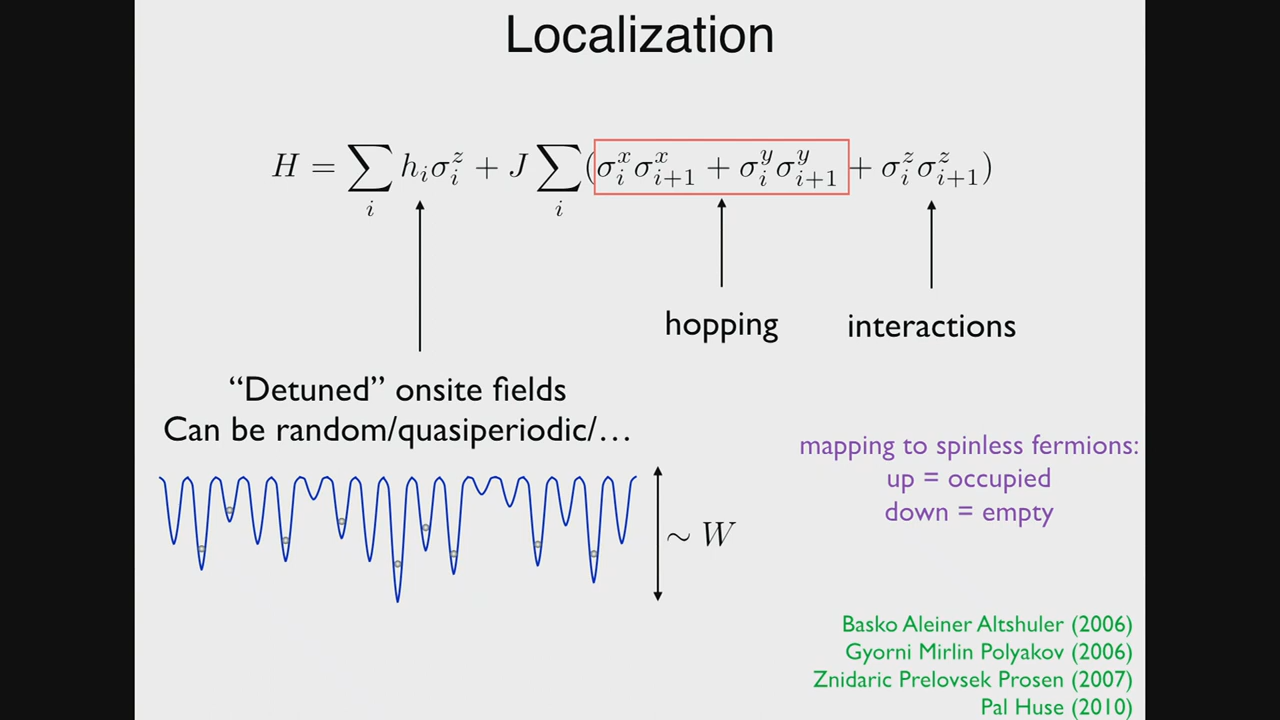 Localization
H = ∑_i h_i σ_i^z + J ∑_i (σ_i^x σ_{i+1}^x + σ_i^y σ_{i+1}^y + σ_i^z σ_{i+1}^z)
hopping
interactions
“Detuned” onsite fields
Can be random/quasiperiodic/…
mapping to spinless fermions:
up = occupied
down = empty
∼ W
Basko Aleiner Altshuler (2006)
Gyorni Mirlin Polyakov (2006)
Znidaric Prelovsek Prosen (2007)
Pal Huse (2010)